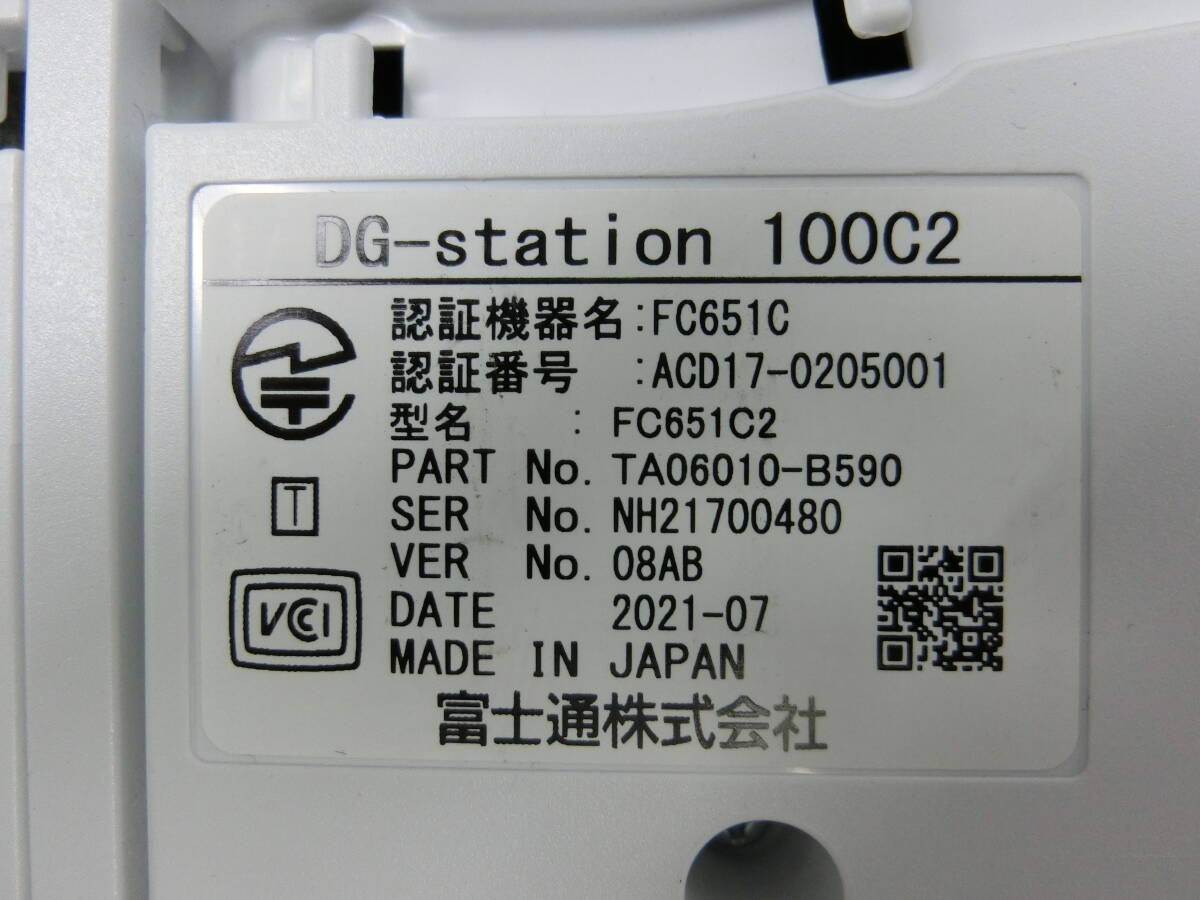 DG-station 100C2
認証機器名:FC651C
認証番号 :ACD17-0205001
型名 : FC651C2
PART No. TA06010-B590
T
SER No. NH21700480
VER No. 08AB
VCCI
DATE 2021-07
MADE IN JAPAN
富士通株式会社